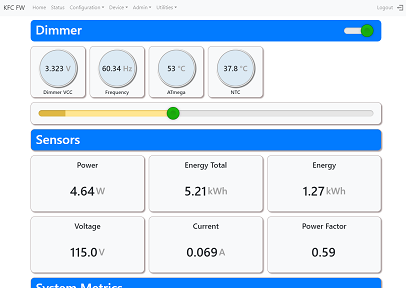 KFC FW Home Status Configuration Device Admin Utilities Logout
Dimmer
3.323 V 60.34 Hz 53 °C 37.8 °C
Dimmer VCC Frequency ATmega NTC
Sensors
Power Energy Total Energy
4.64 W 5.21 kWh 1.27 kWh
Voltage Current Power Factor
115.0 V 0.069 A 0.59
System Metrics